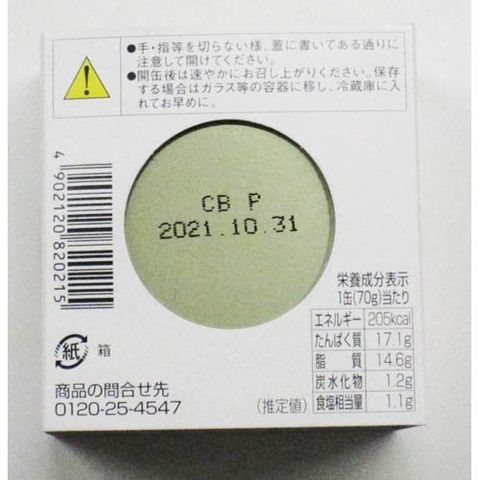 ●手・指等を切らない様、蓋に書いてある通りに
注意して開けてください。
●開缶後は速やかにお召し上がりください。保存
する場合はガラス等の容器に移し、冷蔵庫に入
れてお早めに。
CB P
2021.10.31
4902120820215
栄養成分表示
1缶(70g)当たり
エネルギー 205kcal
たんぱく質 17.1g
脂質 14.6g
炭水化物 1.2g
食塩相当量 1.1g
(推定値)
紙 箱
商品の問合せ先
0120-25-4547